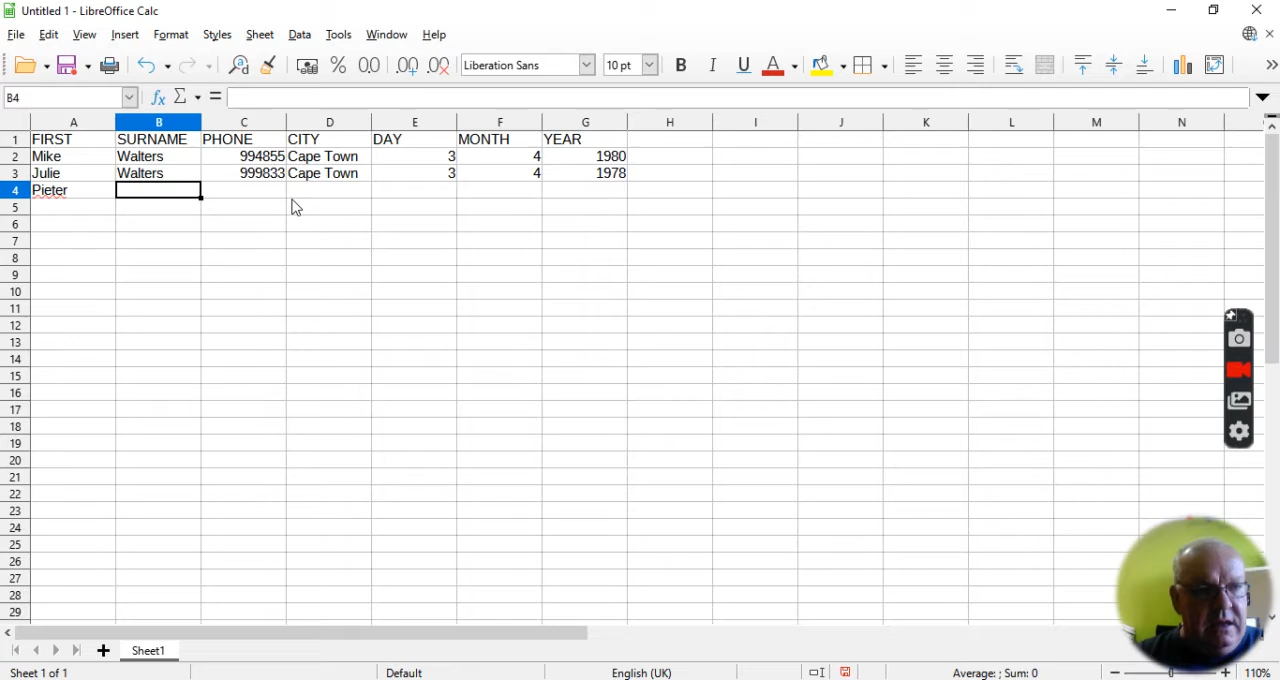 Untitled 1 - LibreOffice Calc
File Edit View Insert Format Styles Sheet Data Tools Window Help
Liberation Sans 10 pt B I U A
B4 fx Σ =
A B C D E F G H I J K L M N
1 FIRST SURNAME PHONE CITY DAY MONTH YEAR
2 Mike Walters 994855 Cape Town 3 4 1980
3 Julie Walters 999833 Cape Town 3 4 1978
4 Pieter
5
6
7
8
9
10
11
12
13
14
15
16
17
18
19
20
21
22
23
24
25
26
27
28
29
Sheet1
Sheet 1 of 1 Default English (UK) Average: ; Sum: 0 110%